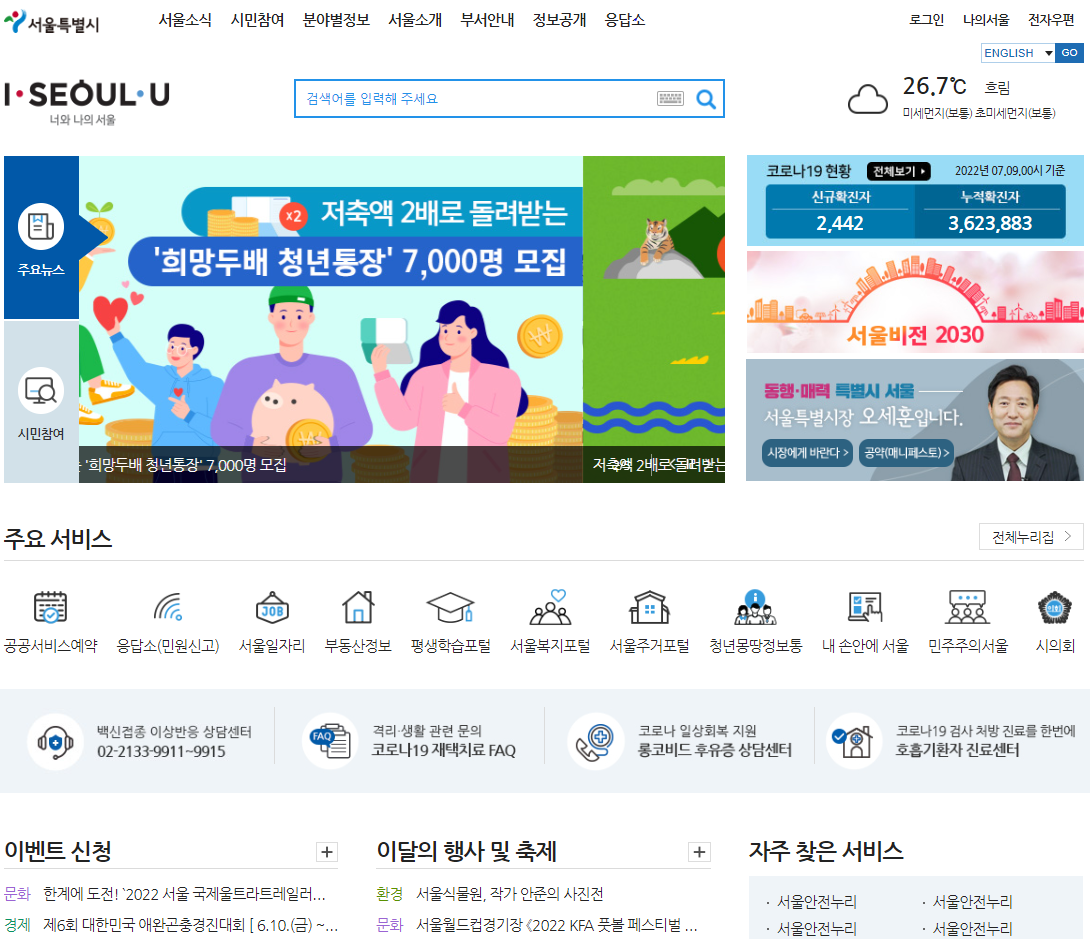 서울특별시
서울소식 시민참여 분야별정보 서울소개 부서안내 정보공개 응답소
로그인 나의서울 전자우편
ENGLISH GO
I·SEOUL·U
너와 나의 서울
검색어를 입력해 주세요
26.7℃ 흐림
미세먼지(보통) 초미세먼지(보통)
주요뉴스
시민참여
x2 저축액 2배로 돌려받는
'희망두배 청년통장' 7,000명 모집
'희망두배 청년통장' 7,000명 모집
저축액 2배로 돌려받는
코로나19 현황 전체보기 2022년 07.09.00시 기준
신규확진자 누적확진자
2,442 3,623,883
서울비전 2030
동행·매력 특별시 서울
서울특별시장 오세훈입니다.
시장에게 바란다 > 공약(매니페스토) >
주요 서비스
전체누리집 >
JOB
공공서비스예약 응답소(민원신고) 서울일자리 부동산정보 평생학습포털 서울복지포털 서울주거포털 청년몽땅정보통 내 손안에 서울 민주주의서울 시의회
백신접종 이상반응 상담센터
02-2133-9911~9915
FAQ
격리·생활 관련 문의
코로나19 재택치료 FAQ
코로나 일상회복 지원
롱코비드 후유증 상담센터
코로나19 검사 처방 진료를 한번에
호흡기환자 진료센터
이벤트 신청 +
문화 한계에 도전! `2022 서울 국제울트라트레일러...
경제 제6회 대한민국 애완곤충경진대회 [ 6.10.(금) ~...
이달의 행사 및 축제 +
환경 서울식물원, 작가 안준의 사진전
문화 서울월드컵경기장 《2022 KFA 풋볼 페스티벌 ...
자주 찾은 서비스
· 서울안전누리 · 서울안전누리
· 서울안전누리 · 서울안전누리